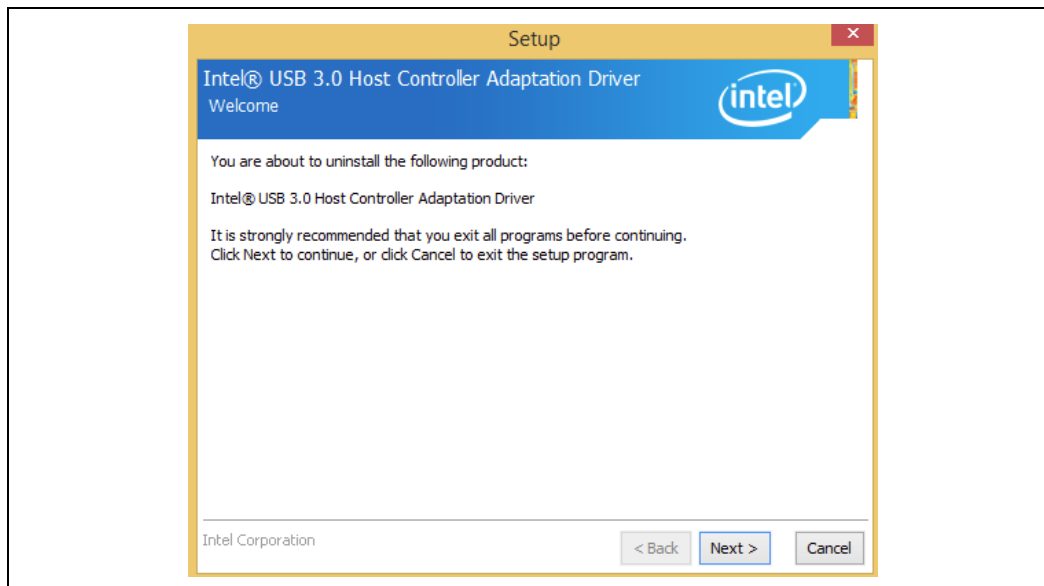 Setup
Intel® USB 3.0 Host Controller Adaptation Driver
Welcome
intel
You are about to uninstall the following product:
Intel® USB 3.0 Host Controller Adaptation Driver
It is strongly recommended that you exit all programs before continuing.
Click Next to continue, or click Cancel to exit the setup program.
Intel Corporation
< Back Next > Cancel